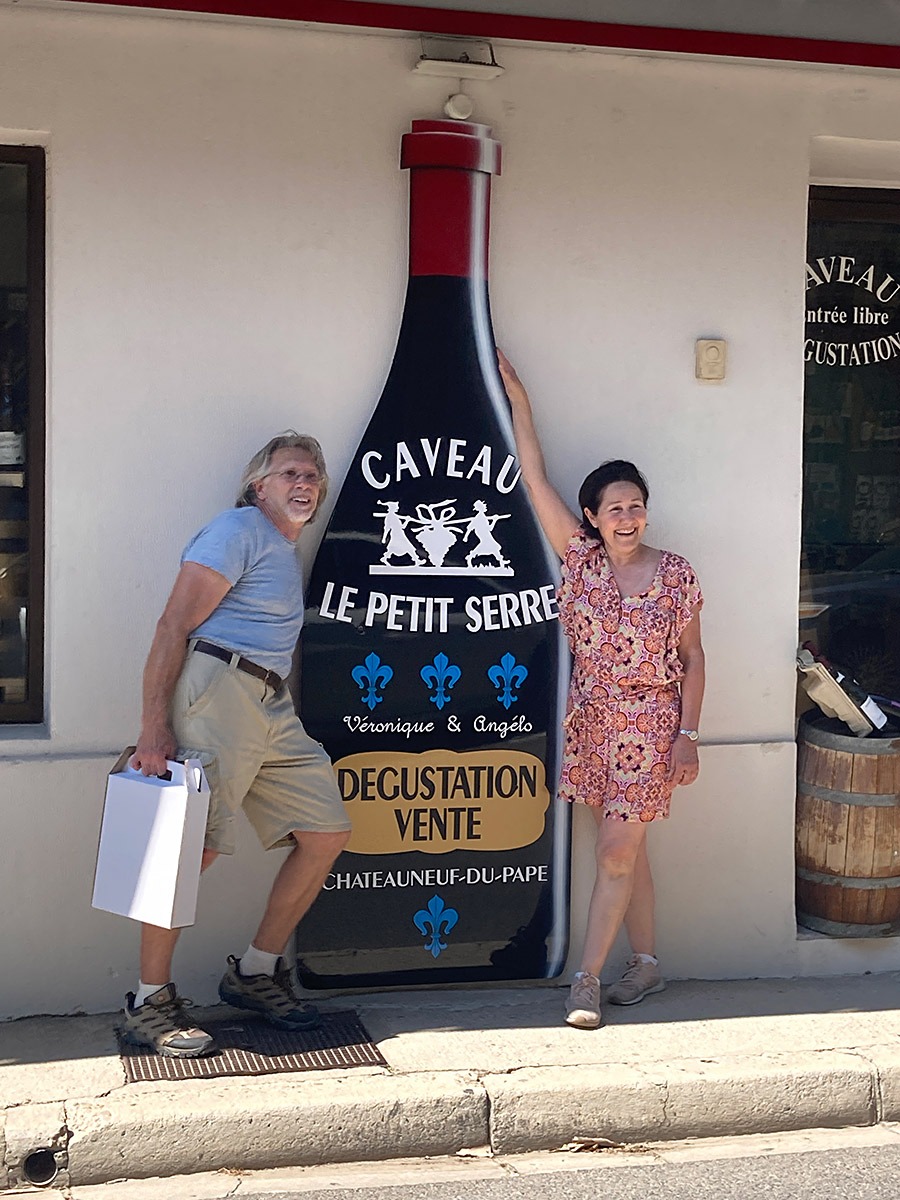 CAVEAU
LE PETIT SERRE
Véronique & Angélo
DEGUSTATION
VENTE
CHATEAUNEUF-DU-PAPE
AVEAU
ntrée libre
GUSTATION